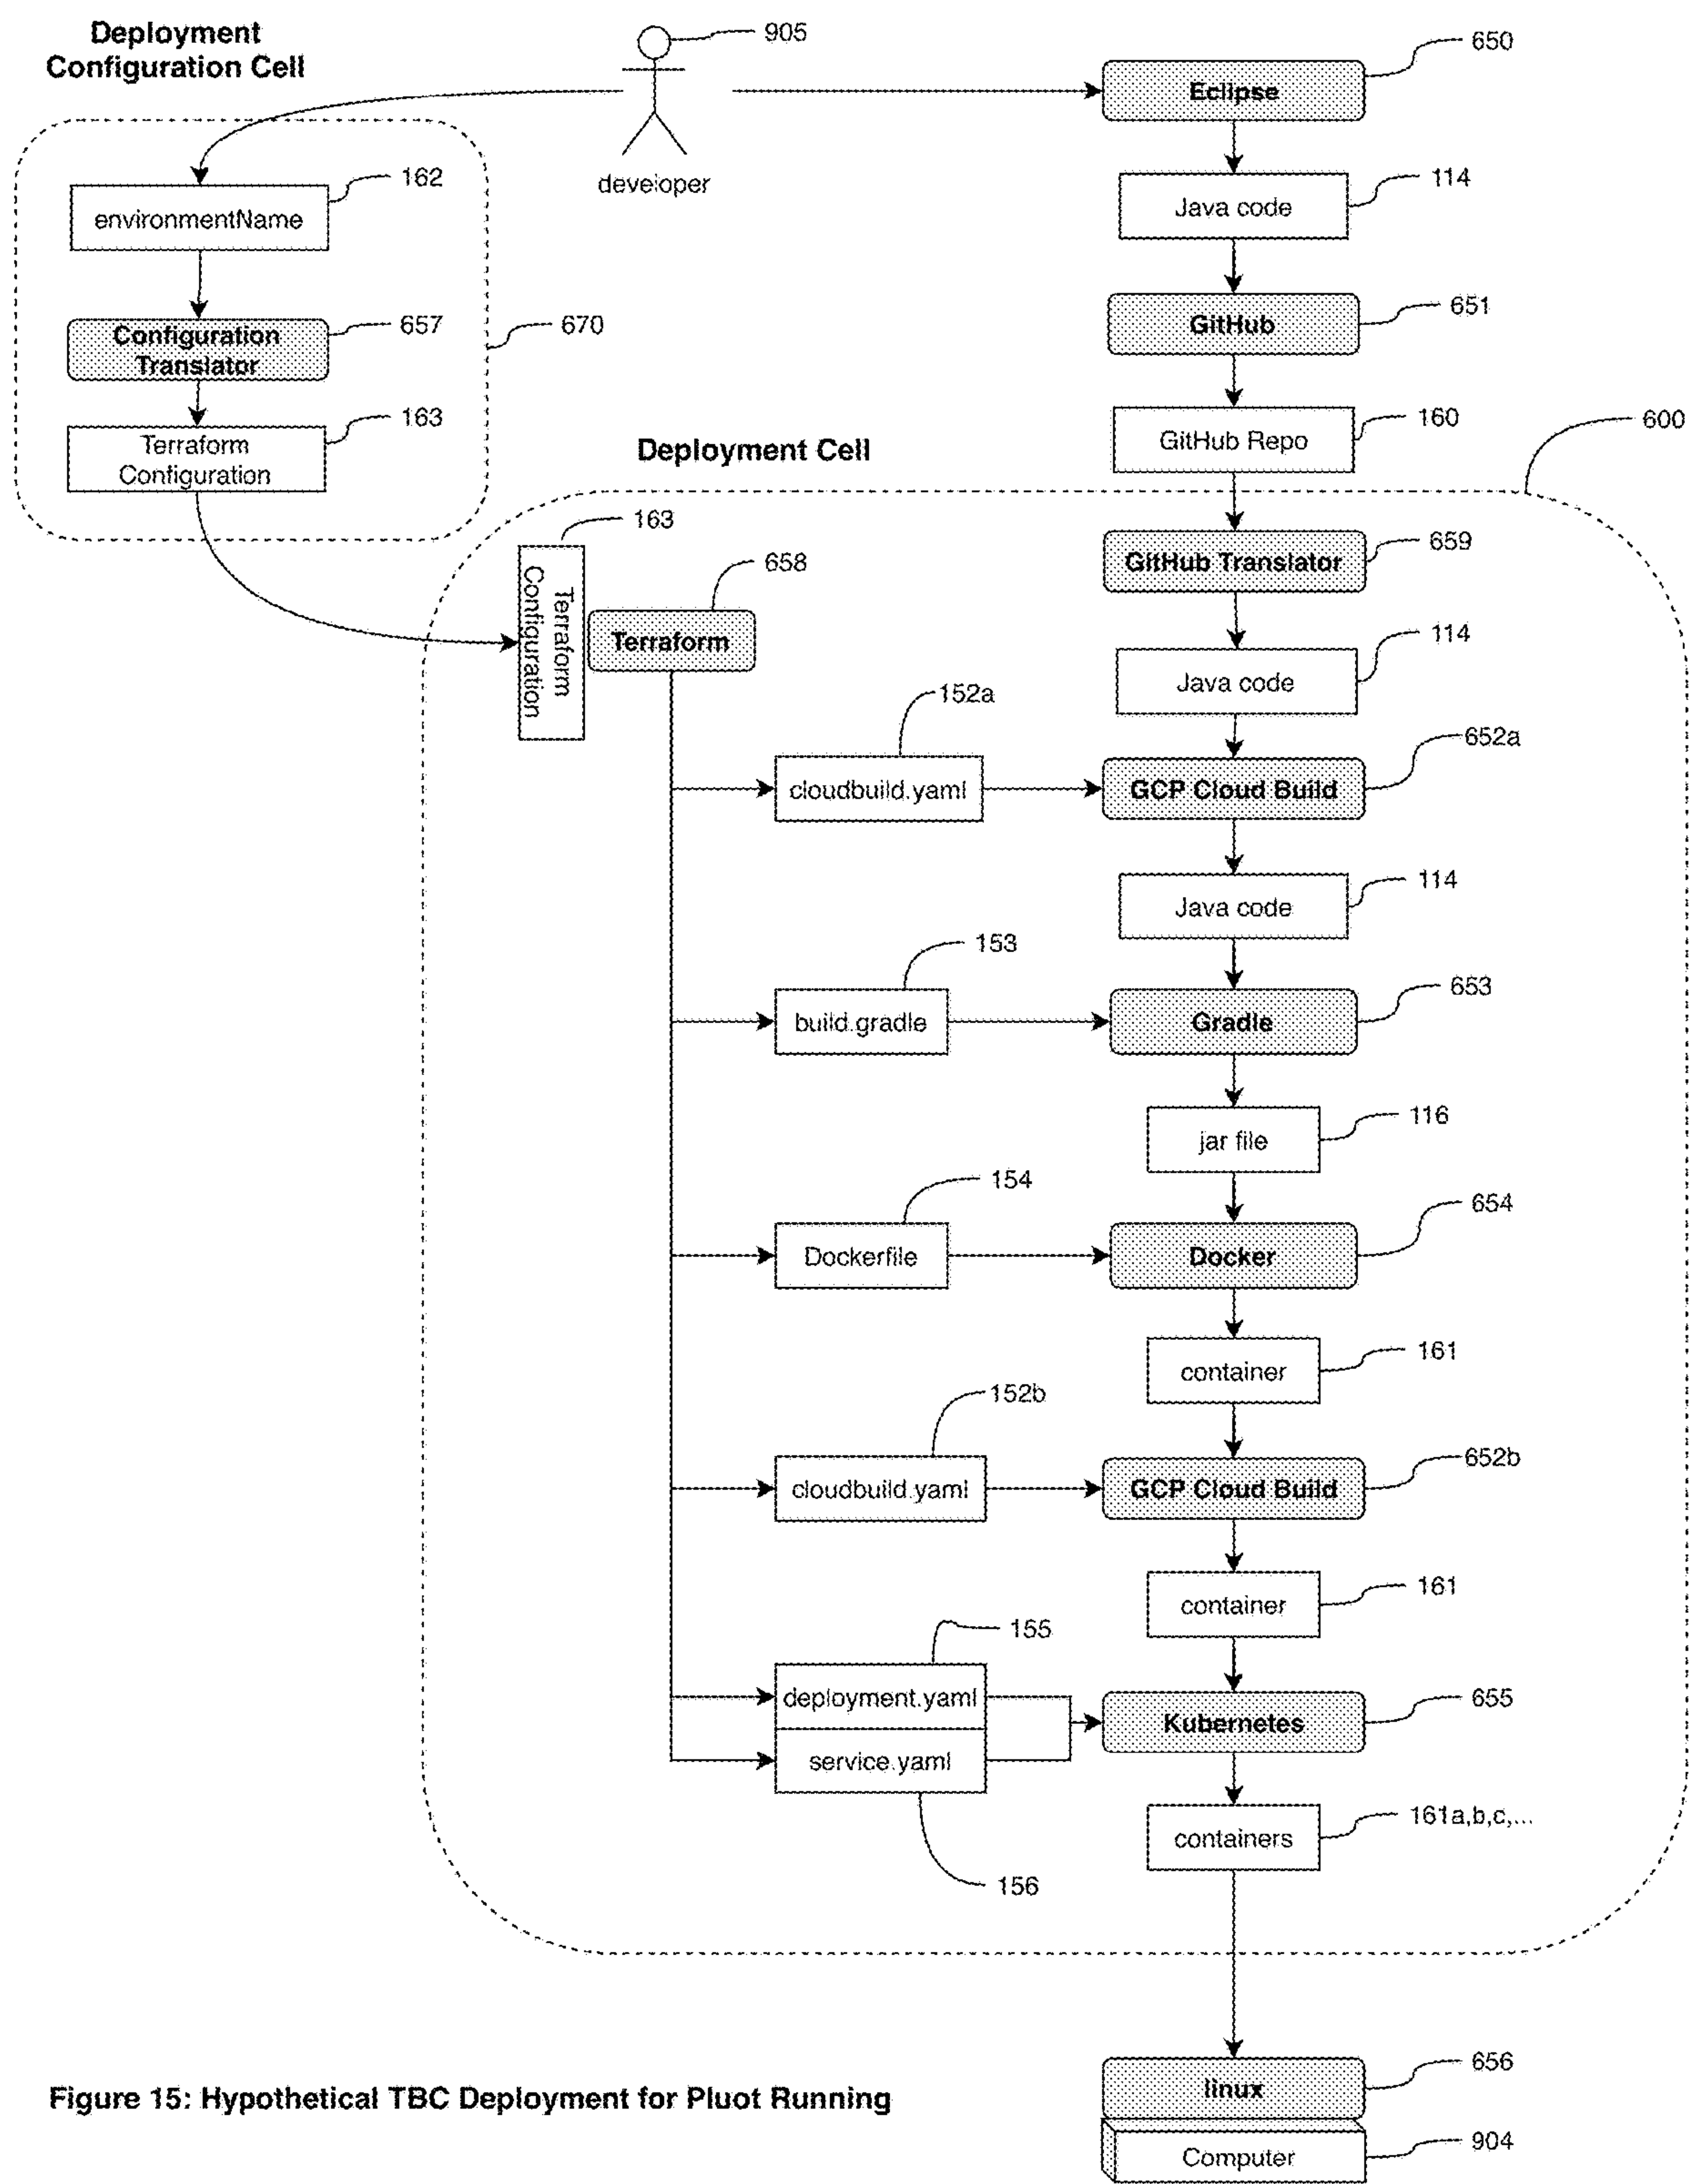 Deployment
Configuration Cell
905
650
Eclipse
developer
162
environmentName
114
Java code
657
Configuration
Translator
670
651
GitHub
163
Terraform
Configuration
160
GitHub Repo
600
Deployment Cell
163
Terraform
Configuration
658
Terraform
659
GitHub Translator
114
Java code
152a
cloudbuild.yaml
652a
GCP Cloud Build
114
Java code
153
build.gradle
653
Gradle
116
jar file
154
Dockerfile
654
Docker
161
container
152b
cloudbuild.yaml
652b
GCP Cloud Build
161
container
155
deployment.yaml
655
Kubernetes
service.yaml
156
161a,b,c,...
containers
656
linux
Figure 15: Hypothetical TBC Deployment for Pluot Running
904
Computer